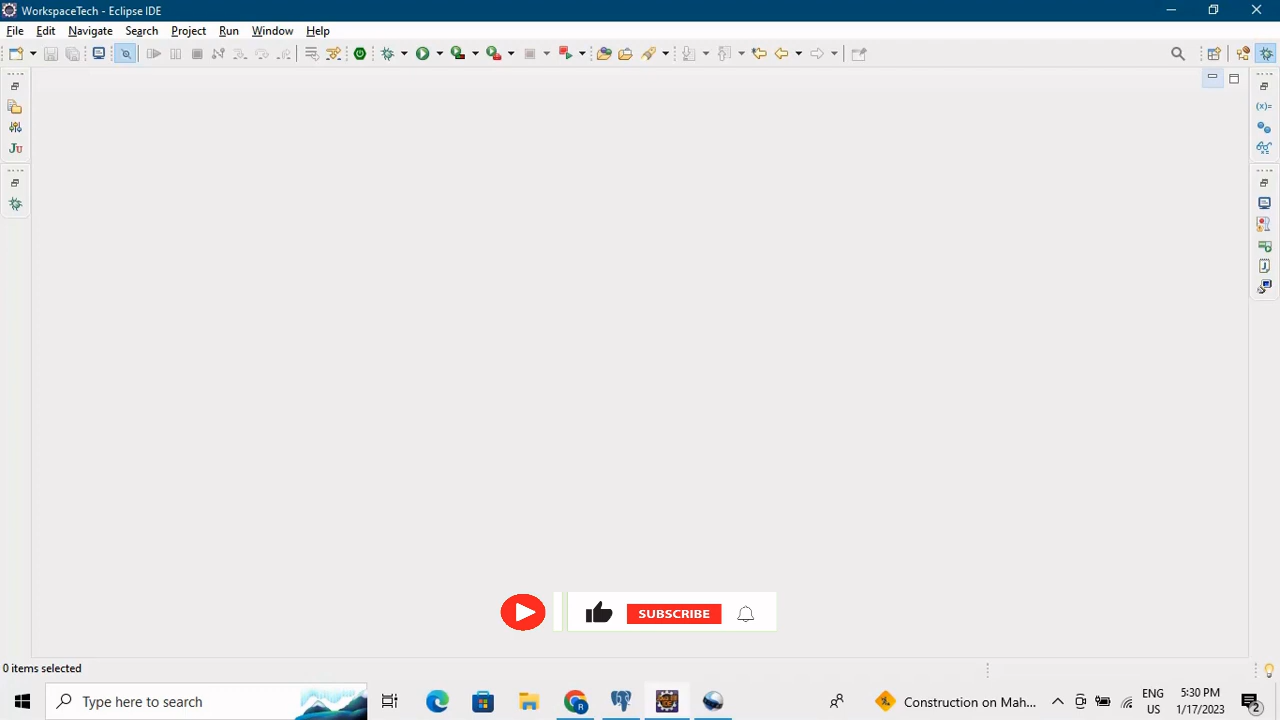 WorkspaceTech - Eclipse IDE
File Edit Navigate Search Project Run Window Help
SUBSCRIBE
0 items selected
Type here to search
Construction on Mah...
ENG
US
5:30 PM
1/17/2023
2